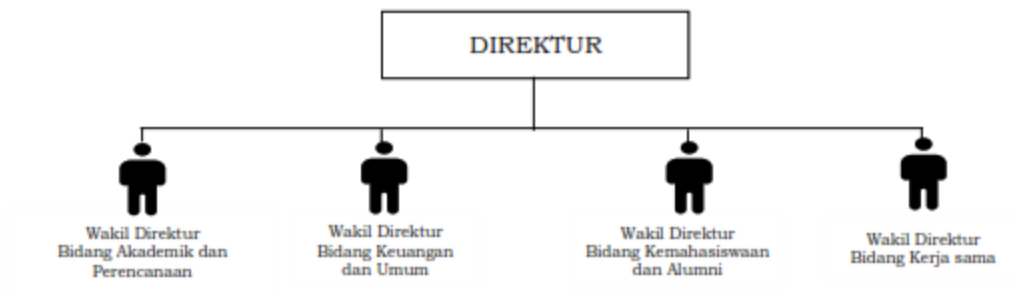 DIREKTUR
Wakil Direktur
Bidang Akademik dan
Perencanaan
Wakil Direktur
Bidang Keuangan
dan Umum
Wakil Direktur
Bidang Kemahasiswaan
dan Alumni
Wakil Direktur
Bidang Kerja sama